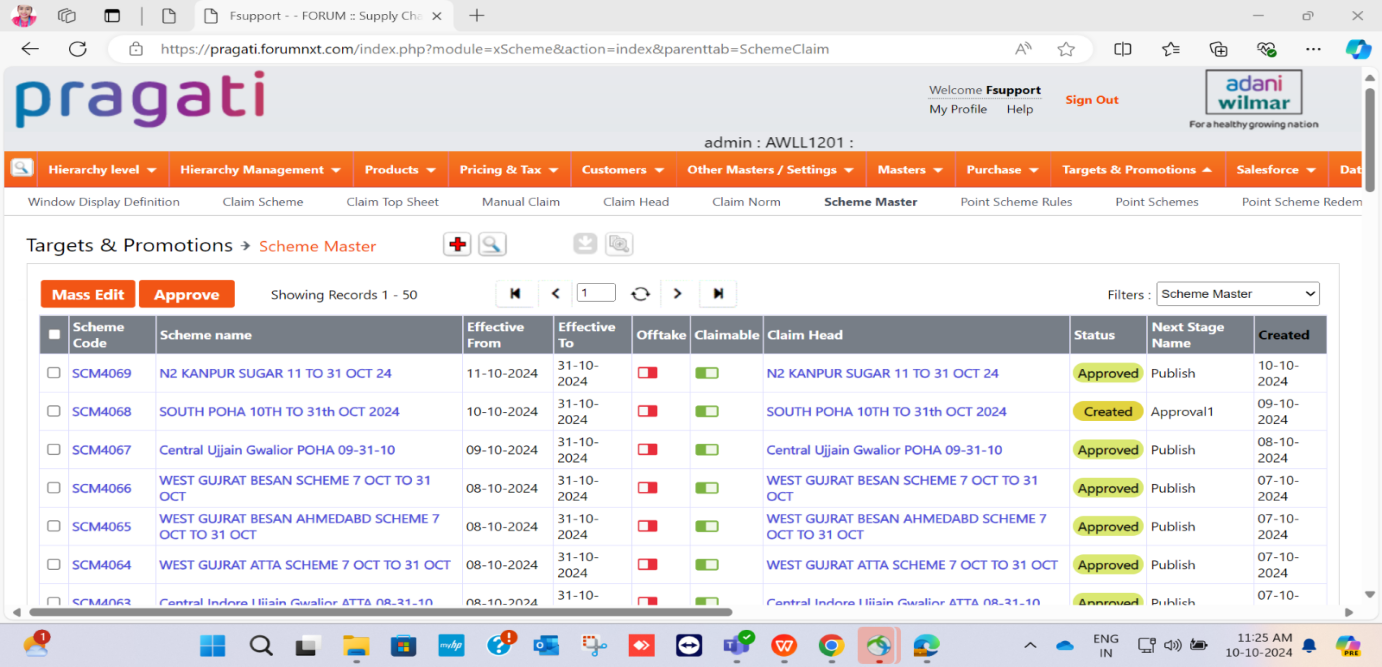 Fsupport - - FORUM :: Supply Cha
https://pragati.forumnxt.com/index.php?module=xScheme&action=index&parenttab=SchemeClaim
pragati
Welcome Fsupport
My Profile Help
Sign Out
adani
wilmar
For a healthy growing nation
admin : AWLL1201 :
Hierarchy level Hierarchy Management Products Pricing & Tax Customers Other Masters / Settings Masters Purchase Targets & Promotions Salesforce Dat
Window Display Definition Claim Scheme Claim Top Sheet Manual Claim Claim Head Claim Norm Scheme Master Point Scheme Rules Point Schemes Point Scheme Redem
Targets & Promotions Scheme Master
Mass Edit Approve Showing Records 1 - 50 1 Filters : Scheme Master
Scheme Code Scheme name Effective From Effective To Offtake Claimable Claim Head Status Next Stage Name Created
SCM4069 N2 KANPUR SUGAR 11 TO 31 OCT 24 11-10-2024 31-10-2024 N2 KANPUR SUGAR 11 TO 31 OCT 24 Approved Publish 10-10-2024
SCM4068 SOUTH POHA 10TH TO 31th OCT 2024 10-10-2024 31-10-2024 SOUTH POHA 10TH TO 31th OCT 2024 Created Approval1 09-10-2024
SCM4067 Central Ujjain Gwalior POHA 09-31-10 09-10-2024 31-10-2024 Central Ujjain Gwalior POHA 09-31-10 Approved Publish 08-10-2024
SCM4066 WEST GUJRAT BESAN SCHEME 7 OCT TO 31 OCT 08-10-2024 31-10-2024 WEST GUJRAT BESAN SCHEME 7 OCT TO 31 OCT Approved Publish 07-10-2024
SCM4065 WEST GUJRAT BESAN AHMEDABD SCHEME 7 OCT TO 31 OCT 08-10-2024 31-10-2024 WEST GUJRAT BESAN AHMEDABD SCHEME 7 OCT TO 31 OCT Approved Publish 07-10-2024
SCM4064 WEST GUJRAT ATTA SCHEME 7 OCT TO 31 OCT 08-10-2024 31-10-2024 WEST GUJRAT ATTA SCHEME 7 OCT TO 31 OCT Approved Publish 07-10-2024
SCM4063 Central Indore Ujjain Gwalior ATTA 08-31-10 08-10-2024 31-10- Central Indore Ujjain Gwalior ATTA 08-31-10 Approved Publish 07-10-
1
myhp
ENG
IN
11:25 AM
10-10-2024
PRE